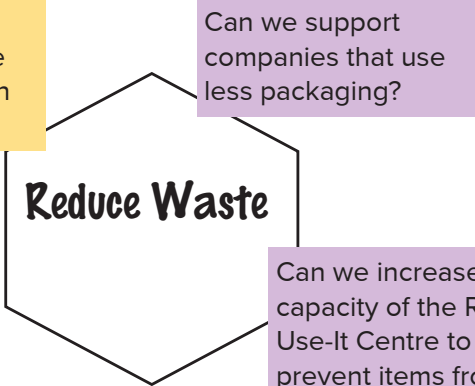 Can we support
companies that use
less packaging?
Reduce Waste
Can we increase
capacity of the
Use-It Centre to
prevent items